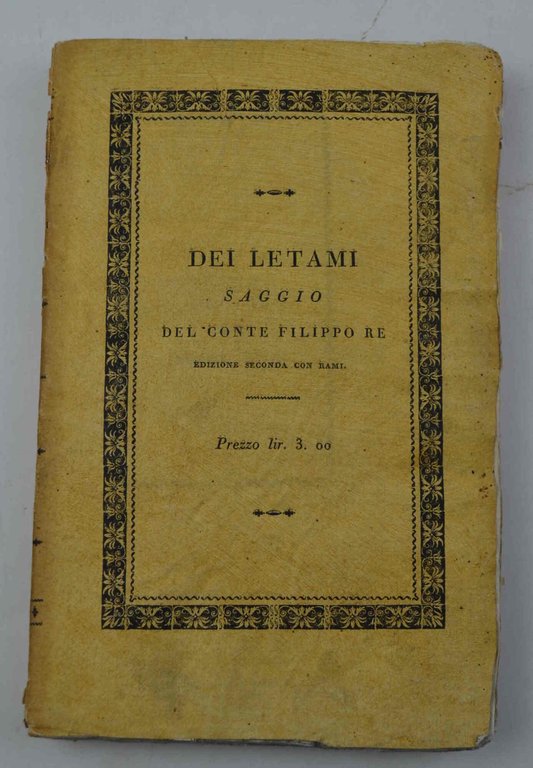 DEI LETAMI
SAGGIO
DEL CONTE FILIPPO RE
EDIZIONE SECONDA CON RAMI.
Prezzo lir. 3. 00